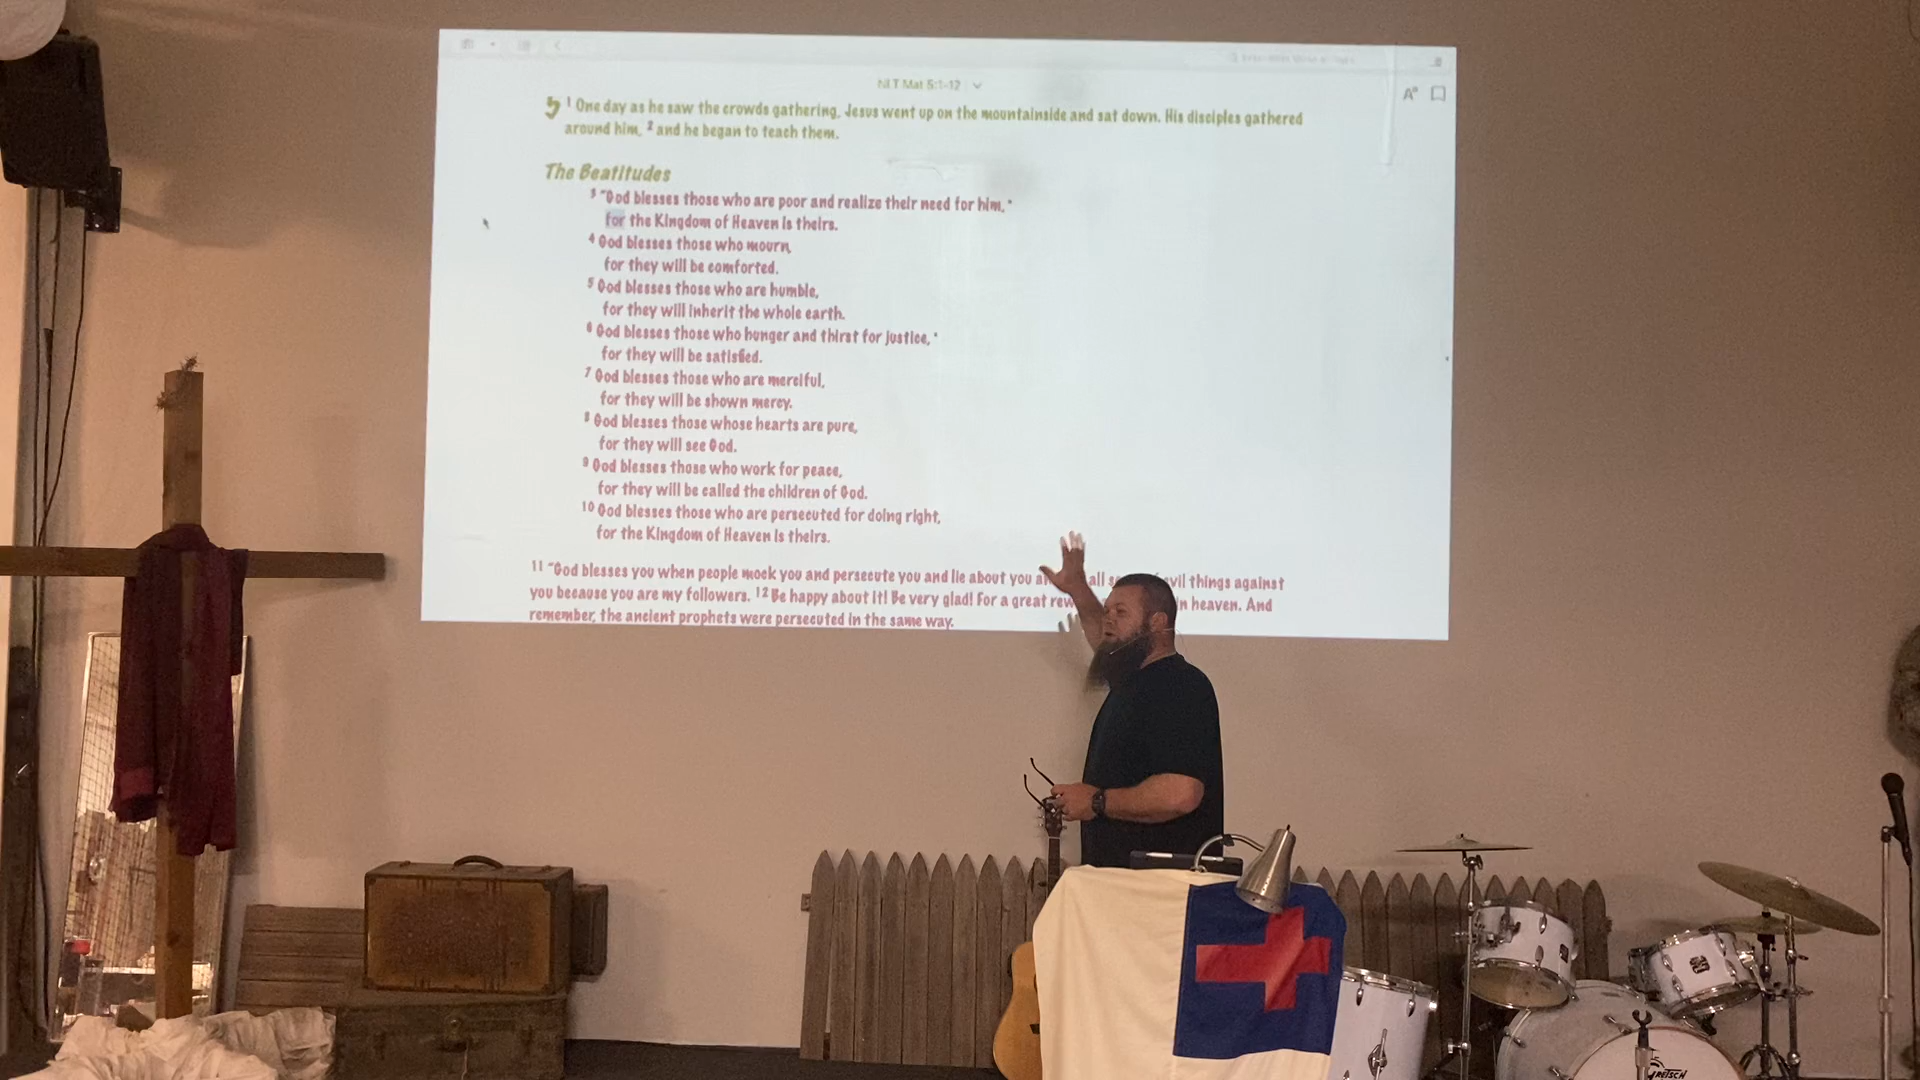 NLT Mat 5:1-12
5 1 One day as he saw the crowds gathering, Jesus went up on the mountainside and sat down. His disciples gathered
around him, 2 and he began to teach them.
The Beatitudes
3 "God blesses those who are poor and realize their need for him,*
for the Kingdom of Heaven is theirs.
4 God blesses those who mourn,
for they will be comforted.
5 God blesses those who are humble,
for they will inherit the whole earth.
6 God blesses those who hunger and thirst for justice,*
for they will be satisfied.
7 God blesses those who are merciful,
for they will be shown mercy.
8 God blesses those whose hearts are pure,
for they will see God.
9 God blesses those who work for peace,
for they will be called the children of God.
10 God blesses those who are persecuted for doing right,
for the Kingdom of Heaven is theirs.
11 "God blesses you when people mock you and persecute you and lie about you all things against
you because you are my followers. 12 Be happy about it! Be very glad! For a great in heaven. And
remember, the ancient prophets were persecuted in the same way.
GRETSCH